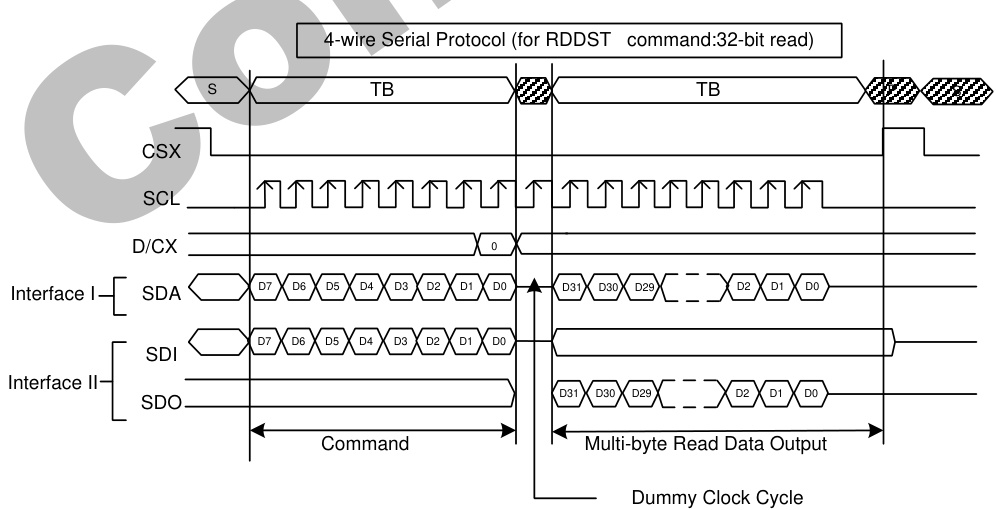 4-wire Serial Protocol (for RDDST command:32-bit read)
S TB TB
CSX
SCL
D/CX 0
Interface I SDA D7 D6 D5 D4 D3 D2 D1 D0 D31 D30 D29 D2 D1 D0
SDI D7 D6 D5 D4 D3 D2 D1 D0
Interface II
SDO D31 D30 D29 D2 D1 D0
Command Multi-byte Read Data Output
Dummy Clock Cycle